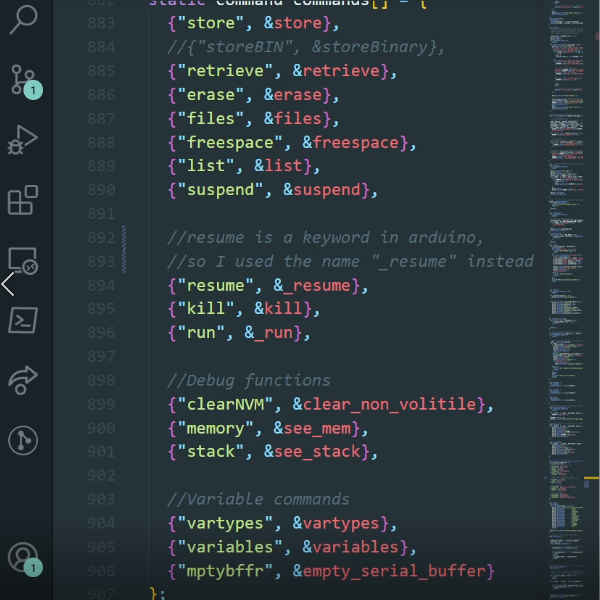 882 static command commands[] = {
883 {"store", &store},
884 //{"storeBIN", &storeBinary},
885 {"retrieve", &retrieve},
886 {"erase", &erase},
887 {"files", &files},
888 {"freespace", &freespace},
889 {"list", &list},
890 {"suspend", &suspend},
891
892 //resume is a keyword in arduino,
893 //so I used the name "_resume" instead
894 {"resume", &_resume},
895 {"kill", &kill},
896 {"run", &_run},
897
898 //Debug functions
899 {"clearNVM", &clear_non_volitile},
900 {"memory", &see_mem},
901 {"stack", &see_stack},
902
903 //Variable commands
904 {"vartypes", &vartypes},
905 {"variables", &variables},
906 {"mptybffr", &empty_serial_buffer}
907 };
1
1